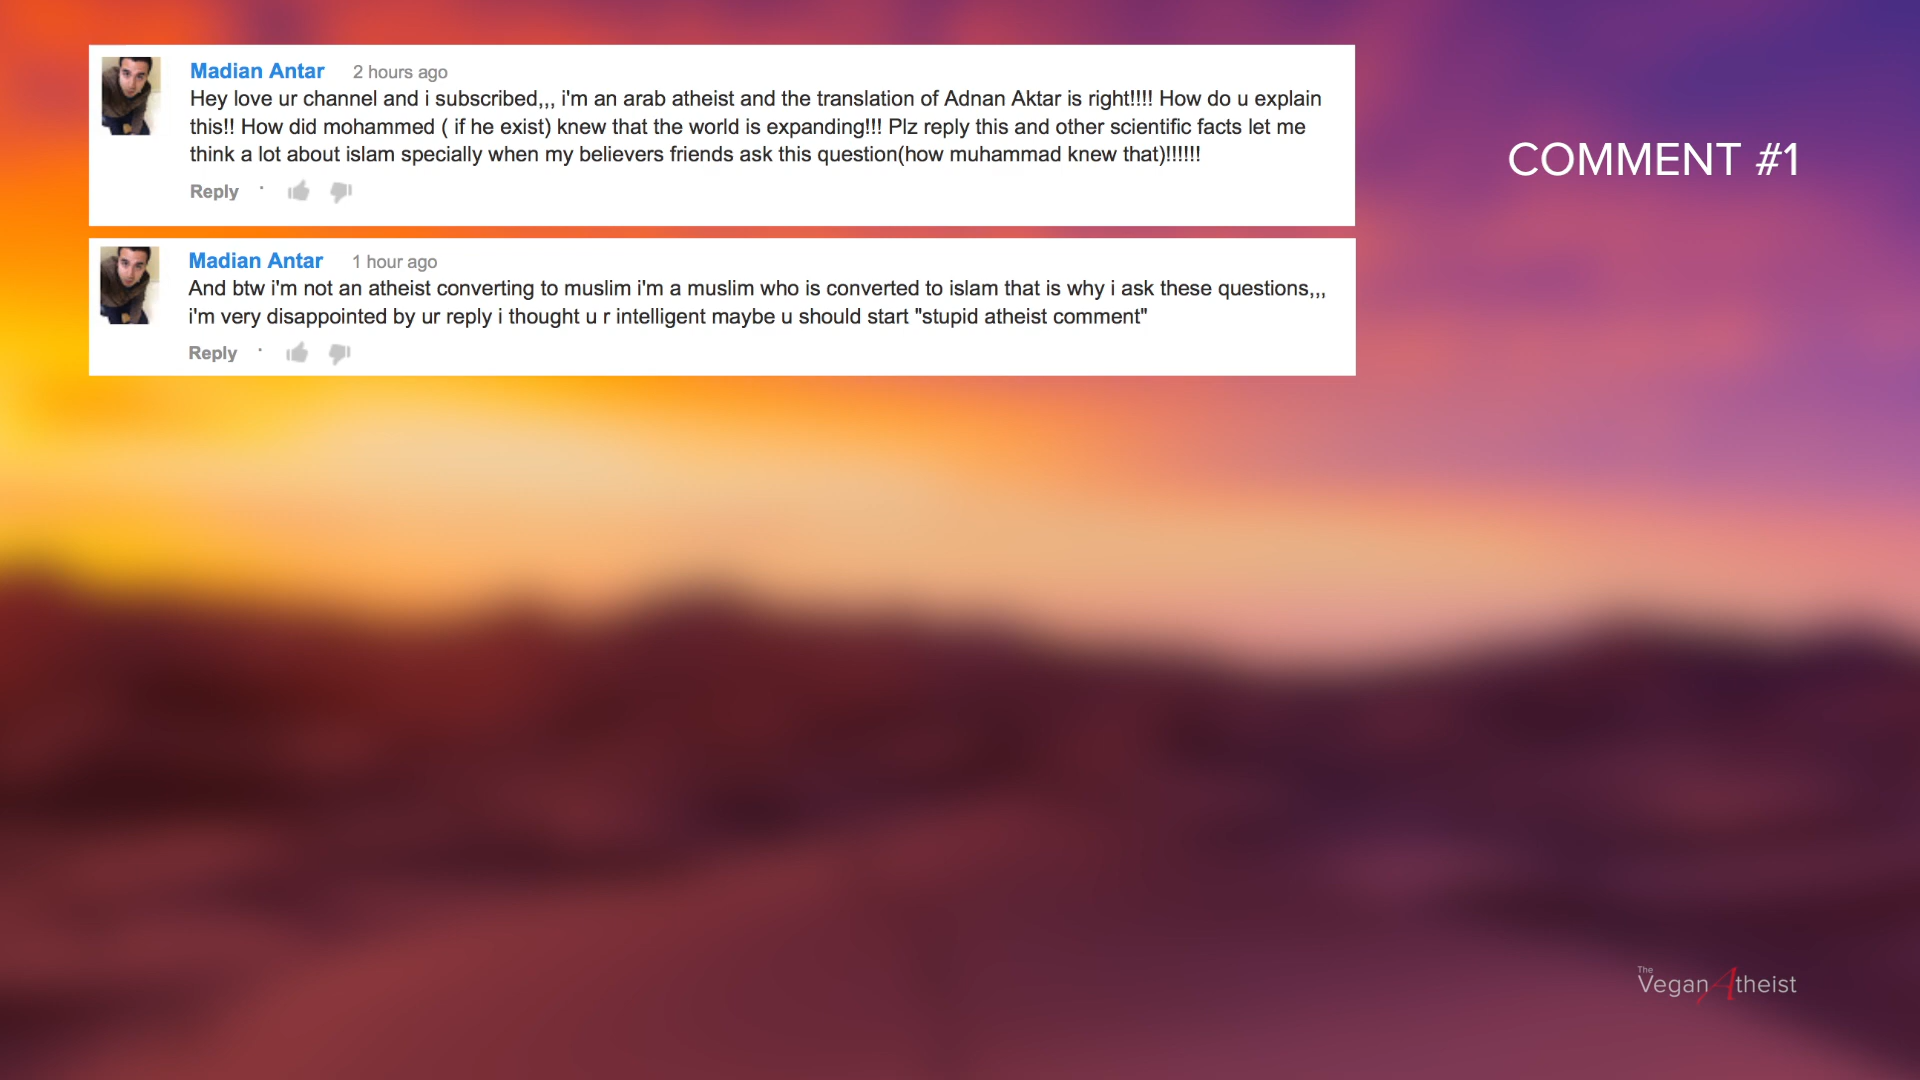 Madian Antar 2 hours ago
Hey love ur channel and i subscribed,,, i'm an arab atheist and the translation of Adnan Aktar is right!!!! How do u explain
this!! How did mohammed ( if he exist) knew that the world is expanding!!! Plz reply this and other scientific facts let me
think a lot about islam specially when my believers friends ask this question(how muhammad knew that)!!!!!!
Reply ·
COMMENT #1
Madian Antar 1 hour ago
And btw i'm not an atheist converting to muslim i'm a muslim who is converted to islam that is why i ask these questions,,,
i'm very disappointed by ur reply i thought u r intelligent maybe u should start "stupid atheist comment"
Reply ·
The
VeganAtheist